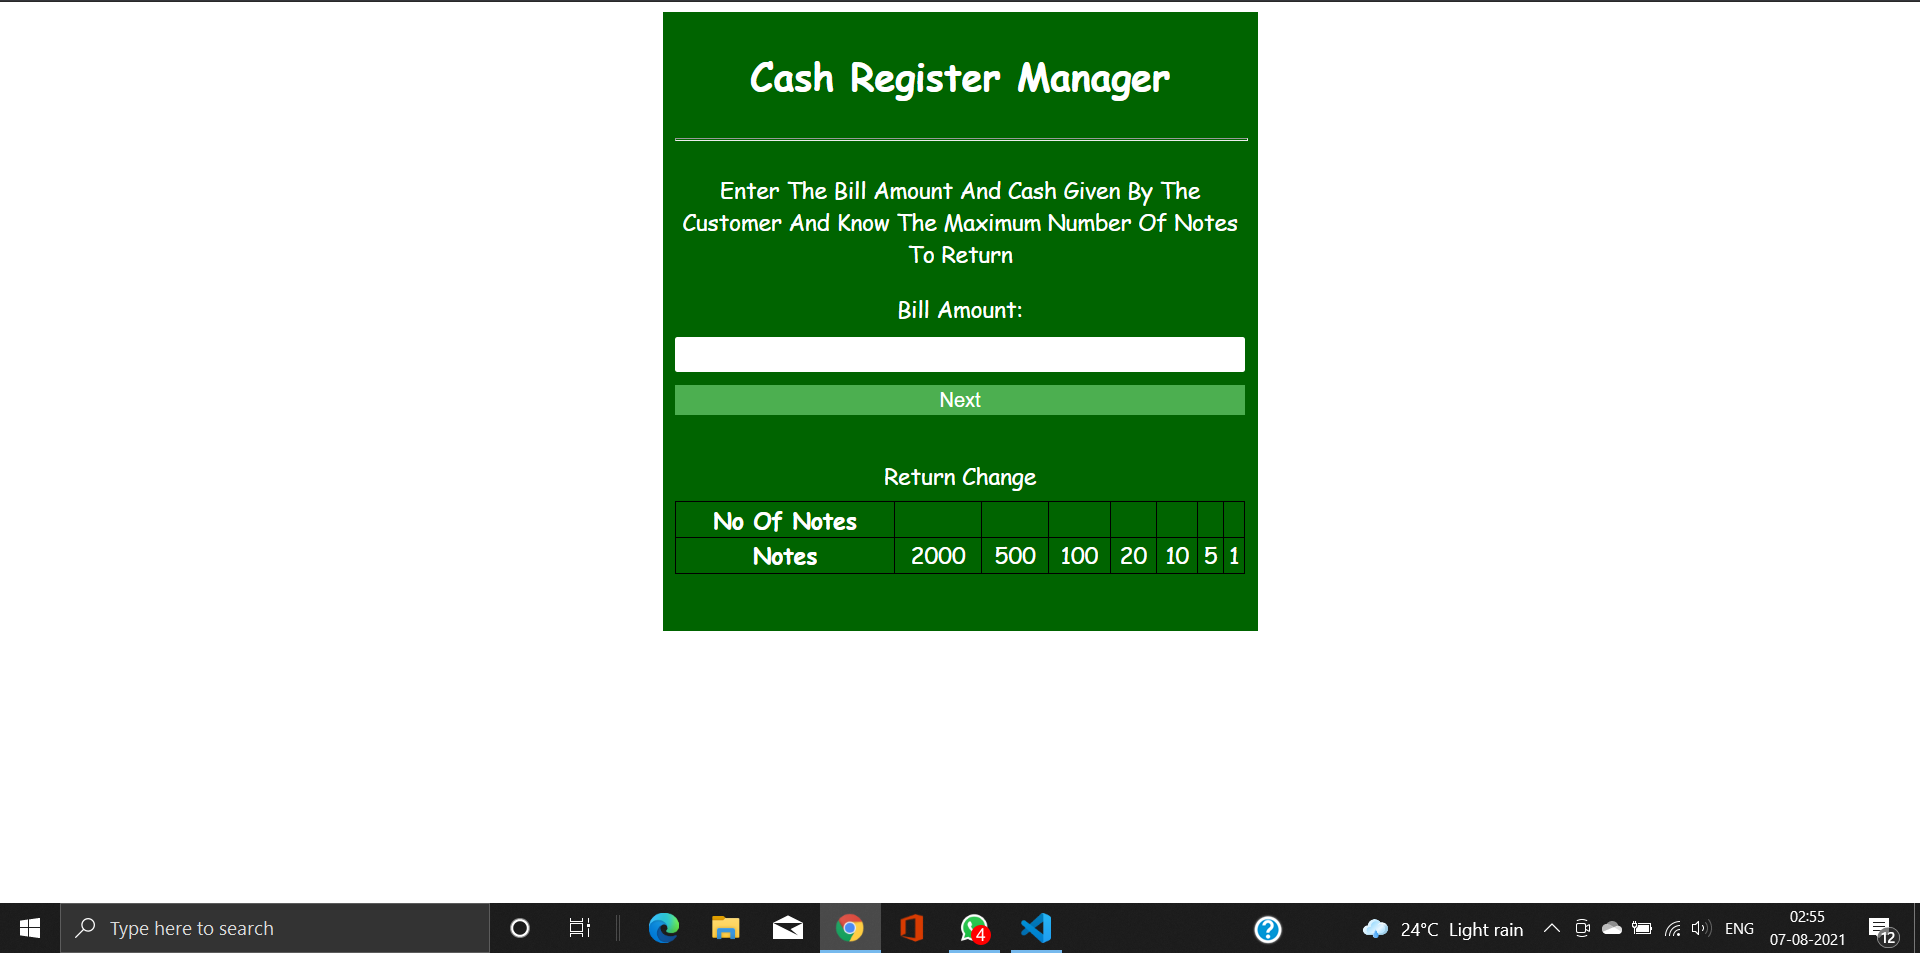 Cash Register Manager
Enter The Bill Amount And Cash Given By The
Customer And Know The Maximum Number Of Notes
To Return
Bill Amount:
Next
Return Change
No Of Notes
Notes 2000 500 100 20 10 5 1
Type here to search
4
24°C Light rain
ENG
02:55
07-08-2021
12